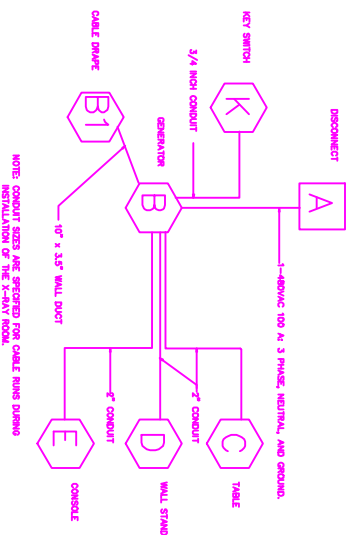 DISCONNECT
A
1-480VAC 100 A: 3 PHASE, NEUTRAL, AND GROUND.
KEY SWITCH
K
3/4 INCH CONDUIT
GENERATOR
B
CABLE DRAPE
B1
10" x 3.5" WALL DUCT
TABLE
C
2" CONDUIT
WALL STAND
D
2" CONDUIT
CONSOLE
E
NOTE: CONDUIT SIZES ARE SPECIFIED FOR CABLE RUNS DURING
INSTALLATION OF THE X-RAY ROOM.